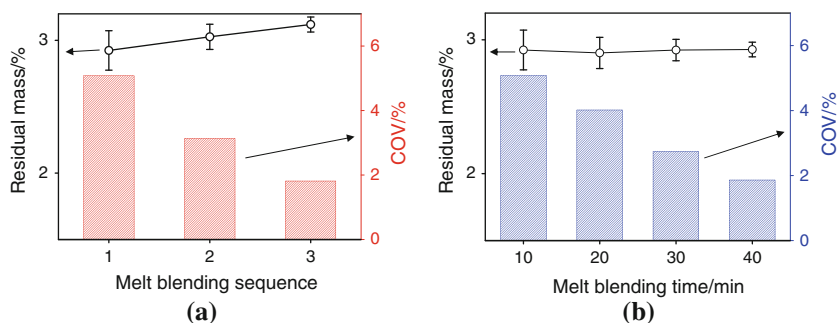 Residual mass/%
3
2
6
4
2
0
COV/%
1 2 3
Melt blending sequence
(a)
Residual mass/%
3
2
6
4
2
0
COV/%
10 20 30 40
Melt blending time/min
(b)